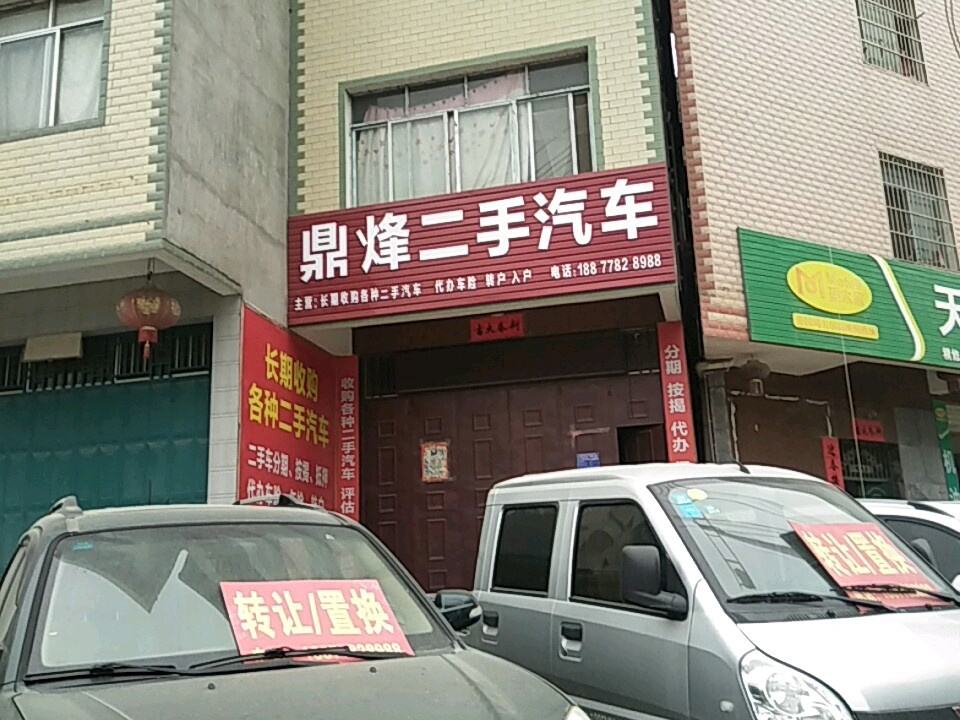 鼎烽二手汽车
主营：长期收购各种二手汽车 代办车险 转户入户 电话：188 7782 8988
长期收购
各种二手汽车
二手车分期、按揭、抵押
收购各种二手汽车 评估
分期 按揭 代办
转让/置换
转让/置换
天